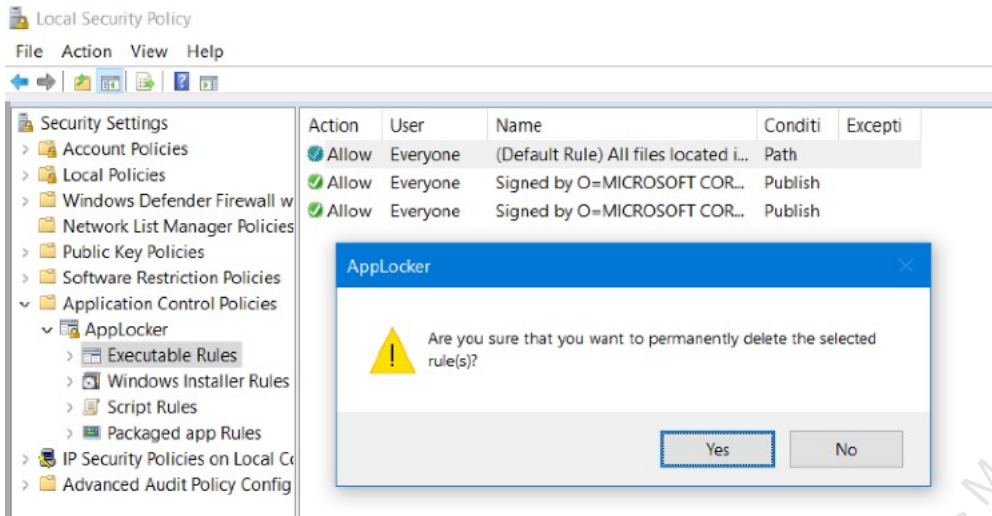 Local Security Policy
File Action View Help
Security Settings
Account Policies
Local Policies
Windows Defender Firewall w
Network List Manager Policies
Public Key Policies
Software Restriction Policies
Application Control Policies
AppLocker
Executable Rules
Windows Installer Rules
Script Rules
Packaged app Rules
IP Security Policies on Local Co
Advanced Audit Policy Config
Action User Name Conditi Excepti
Allow Everyone (Default Rule) All files located i... Path
Allow Everyone Signed by O=MICROSOFT COR... Publish
Allow Everyone Signed by O=MICROSOFT COR... Publish
AppLocker
Are you sure that you want to permanently delete the selected
rule(s)?
Yes No